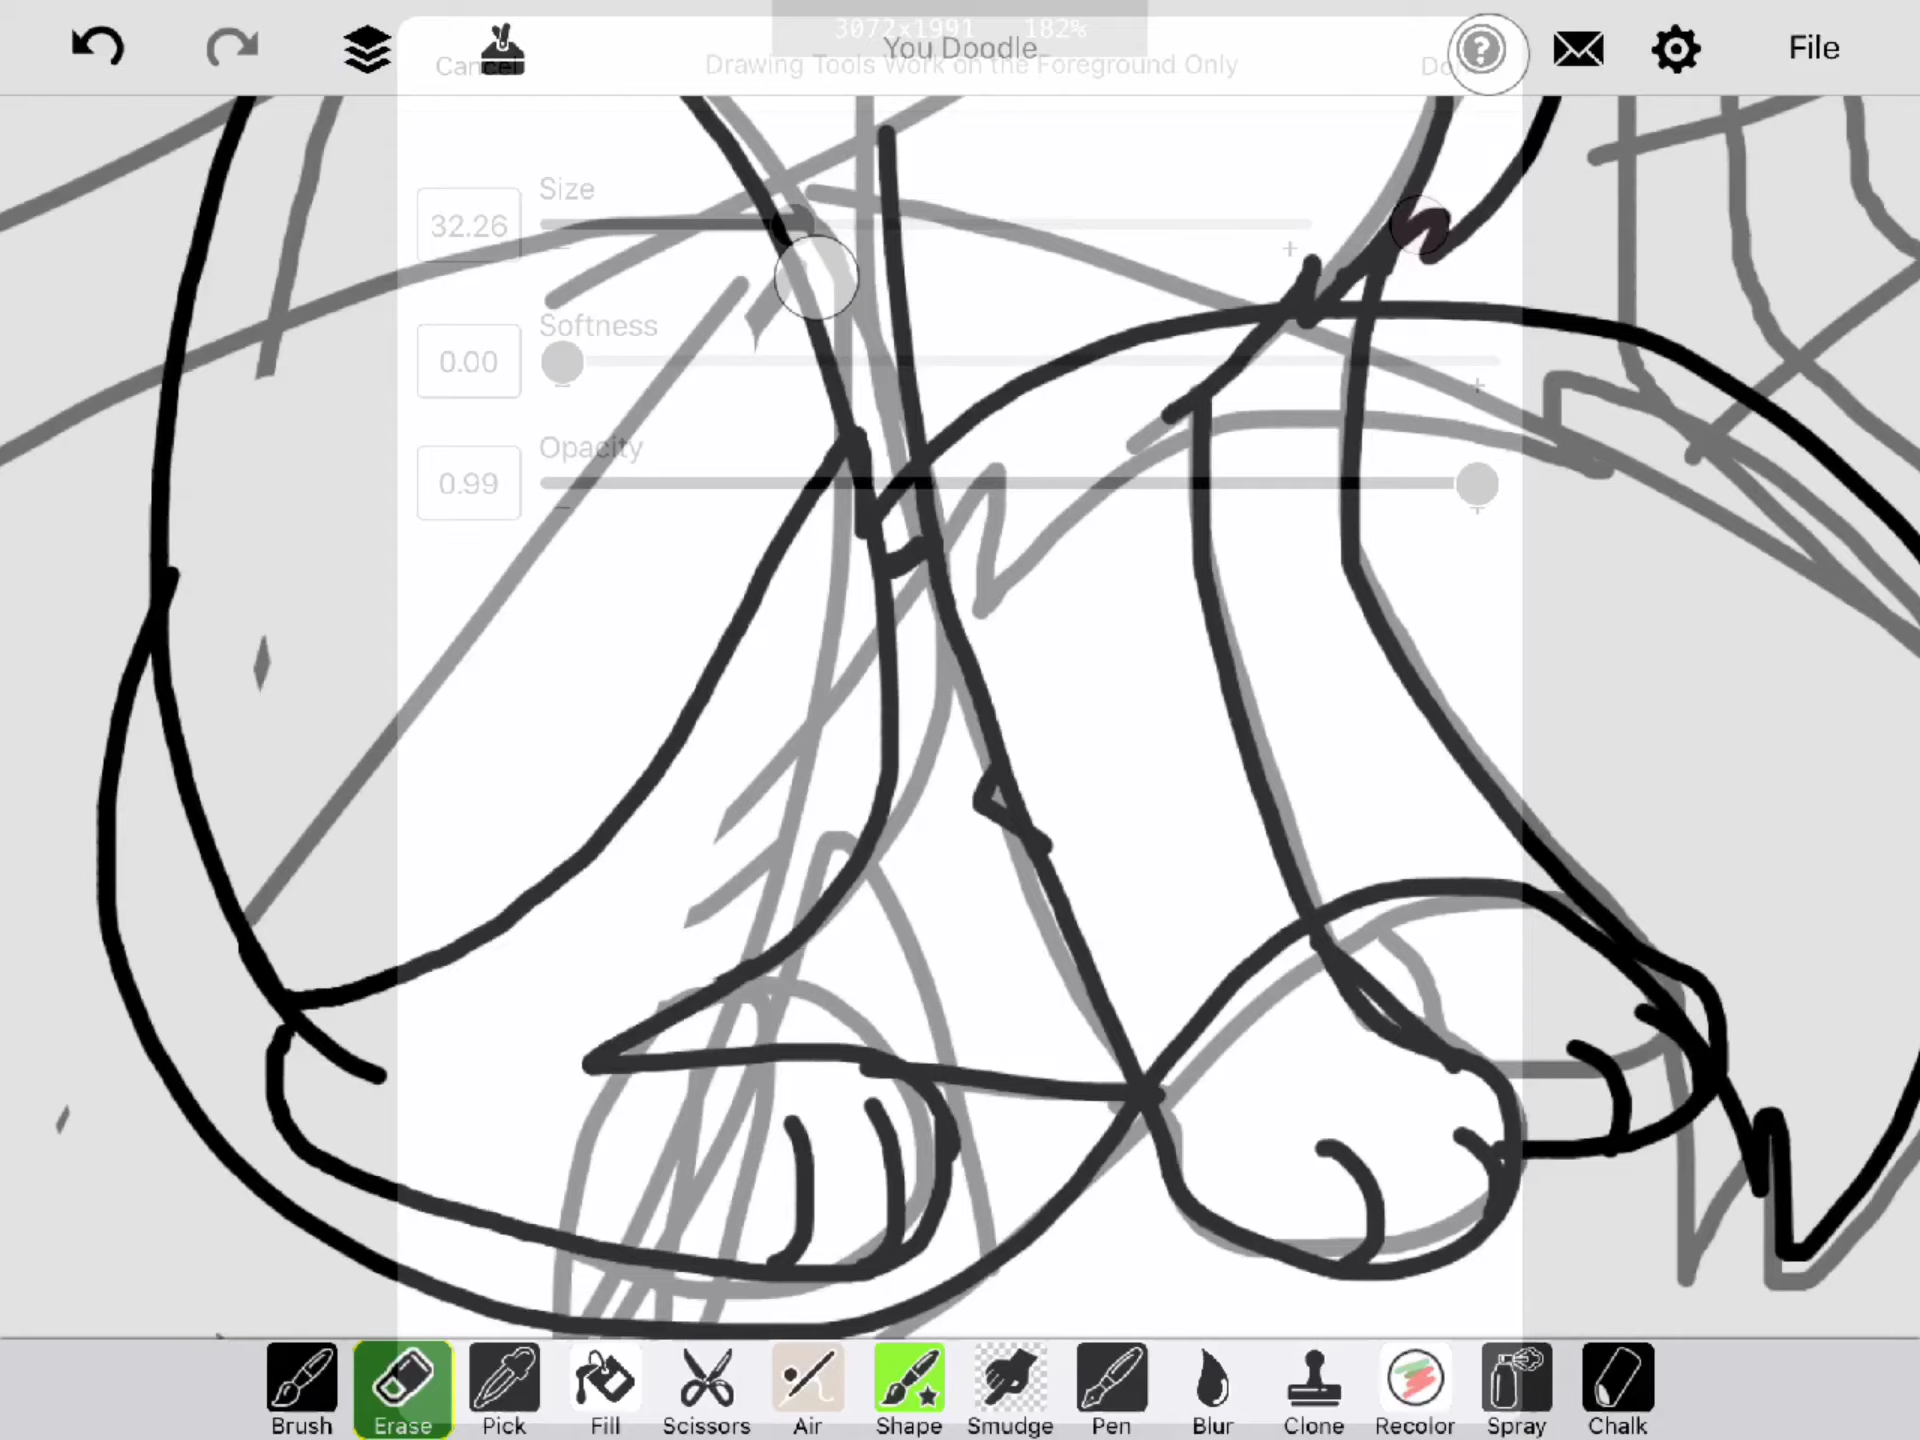 3072x1991 182%
You Doodle
File
Cancel
Drawing Tools Work on the Foreground Only
Size
32.26
Softness
0.00
Opacity
0.99
Brush Erase Pick Fill Scissors Air Shape Smudge Pen Blur Clone Recolor Spray Chalk